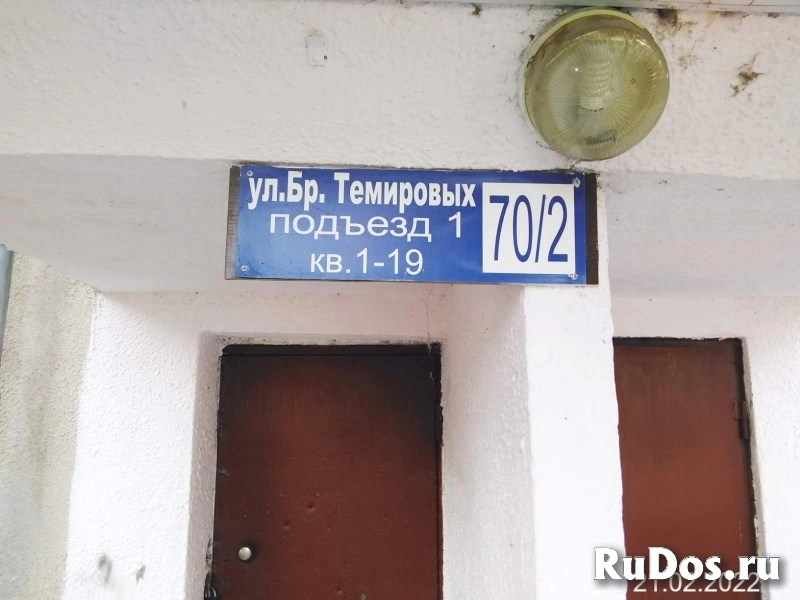 ул.Бр. Темировых
подъезд 1
кв.1-19
70/2
RuDos.ru
21.02.2022